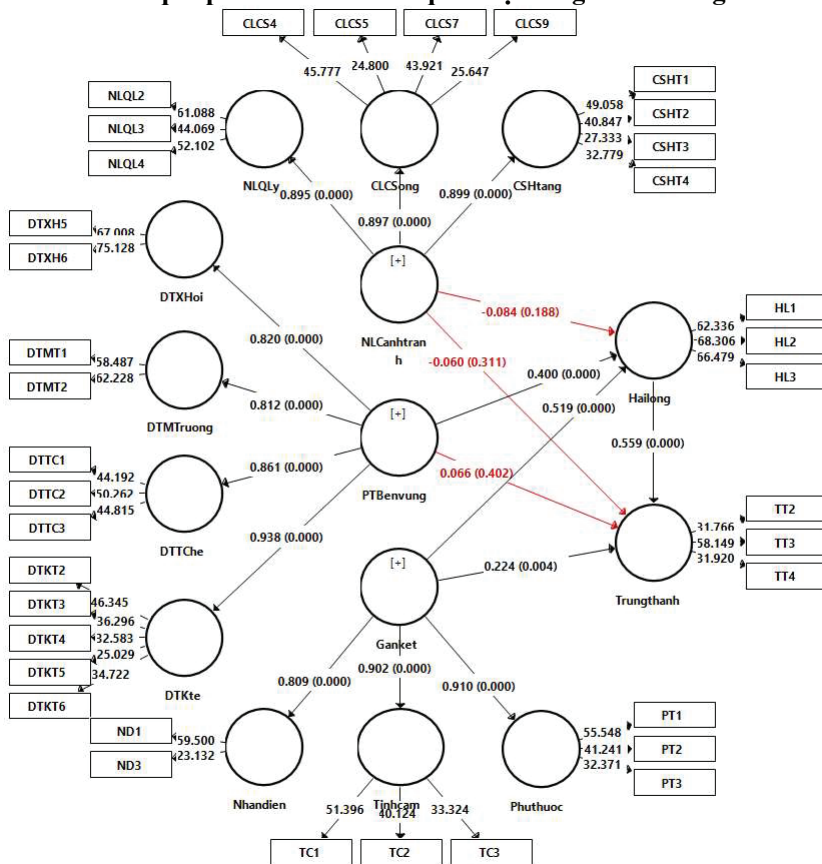 CLCS4 CLCS5 CLCS7 CLCS9
45.777 24.800 43.921 25.647
NLQL2
NLQL3
NLQL4
61.088
44.069
52.102
NLQLy
CLCSong
CSHtang
CSHT1
CSHT2
CSHT3
CSHT4
49.058
40.847
27.333
32.779
0.895 (0.000)
0.897 (0.000)
0.899 (0.000)
DTXH5
DTXH6
67.008
75.128
DTXHoi
[+]
NLCanhtran
h
-0.084 (0.188)
-0.060 (0.311)
0.820 (0.000)
HL1
HL2
HL3
62.336
68.306
66.479
Hailong
DTMT1
DTMT2
58.487
62.228
DTMTruong
0.812 (0.000)
0.400 (0.000)
0.519 (0.000)
[+]
PTBenvung
0.559 (0.000)
0.066 (0.402)
DTTC1
DTTC2
DTTC3
44.192
50.262
44.815
DTTChe
0.861 (0.000)
0.938 (0.000)
TT2
TT3
TT4
31.766
58.149
31.920
Trungthanh
[+]
Ganket
0.224 (0.004)
DTKT2
DTKT3
DTKT4
DTKT5
DTKT6
46.345
36.296
32.583
25.029
34.722
DTKte
0.809 (0.000)
0.902 (0.000)
0.910 (0.000)
ND1
ND3
59.500
23.132
Nhandien
Tinhcam
Phuthuoc
PT1
PT2
PT3
55.548
41.241
32.371
51.396 40.124 33.324
TC1 TC2 TC3